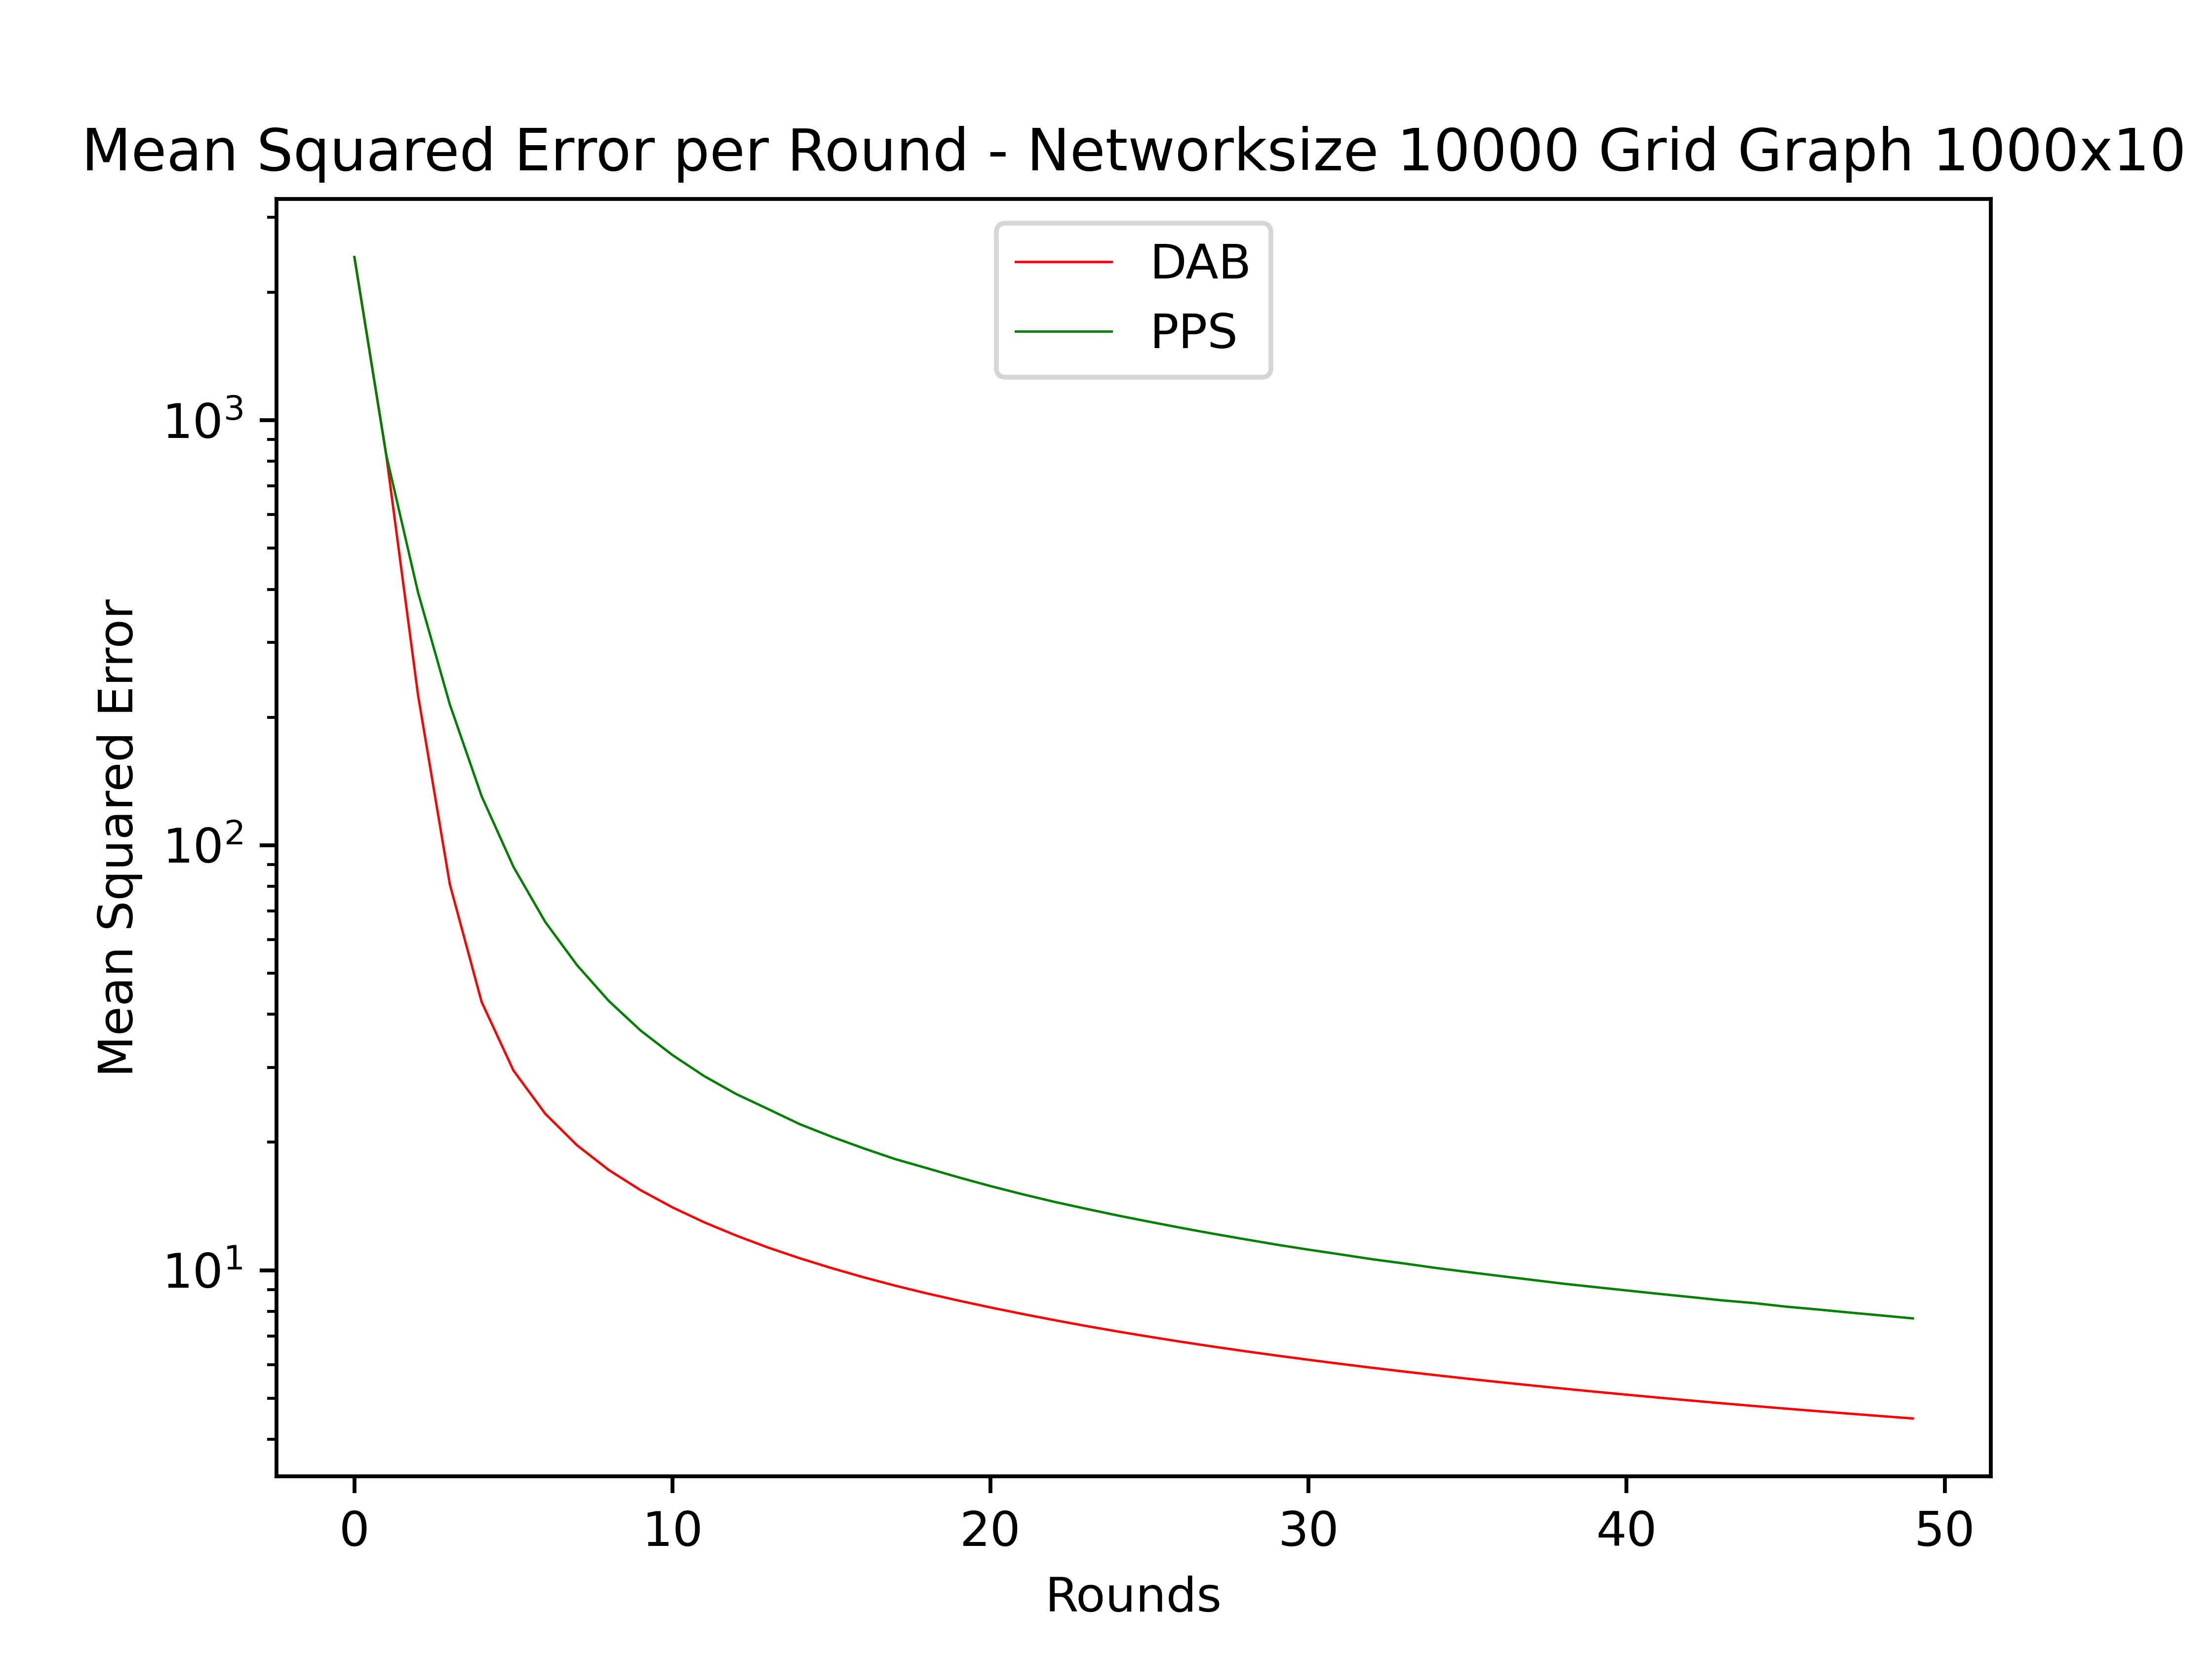 Mean Squared Error per Round - Networksize 10000 Grid Graph 1000x10
DAB
PPS
10³
10²
10¹
Mean Squared Error
0 10 20 30 40 50
Rounds